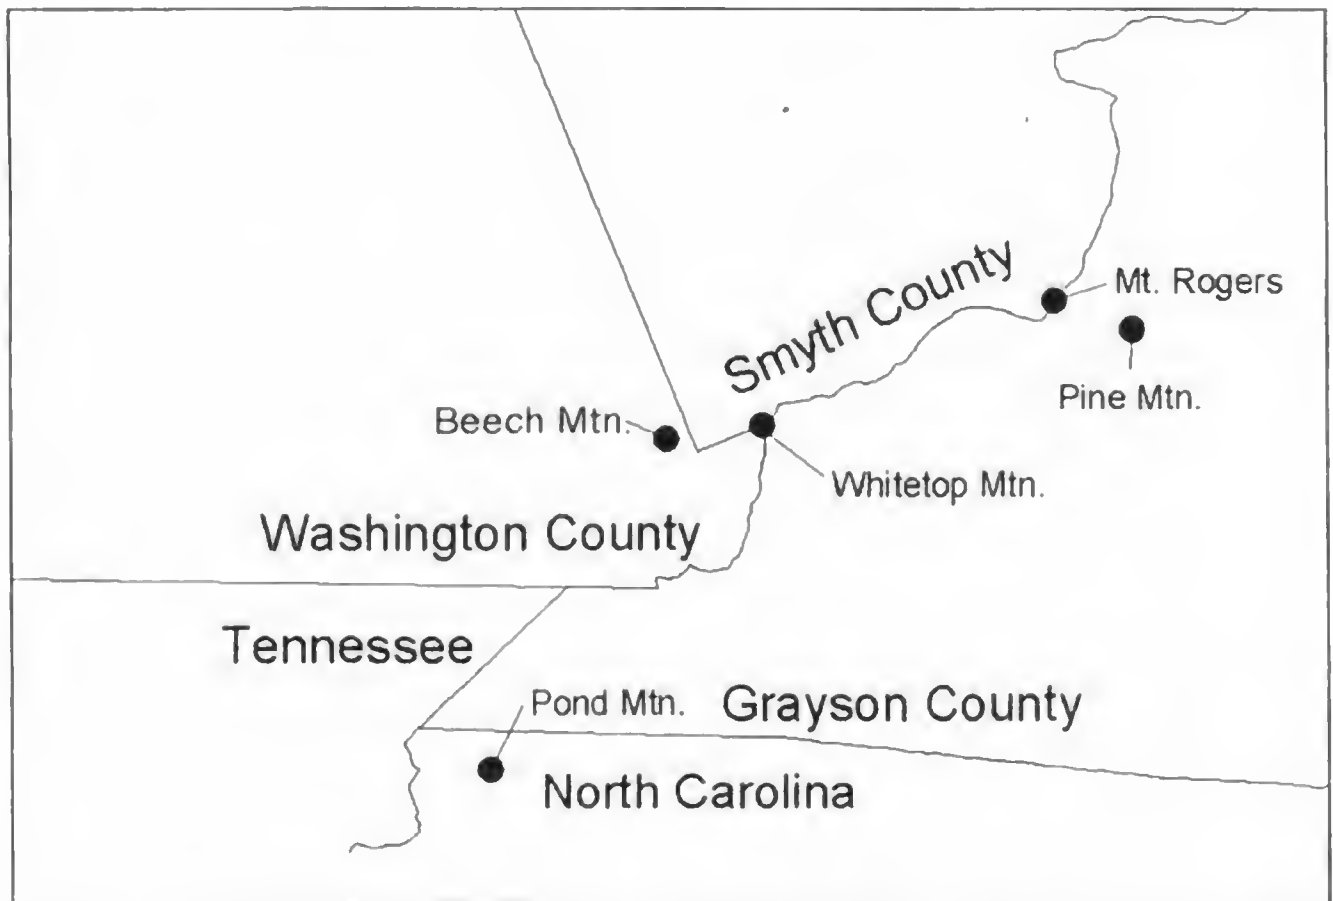 Smyth County
Mt. Rogers
Pine Mtn.
Beech Mtn.
Whitetop Mtn.
Washington County
Tennessee
Pond Mtn.
Grayson County
North Carolina